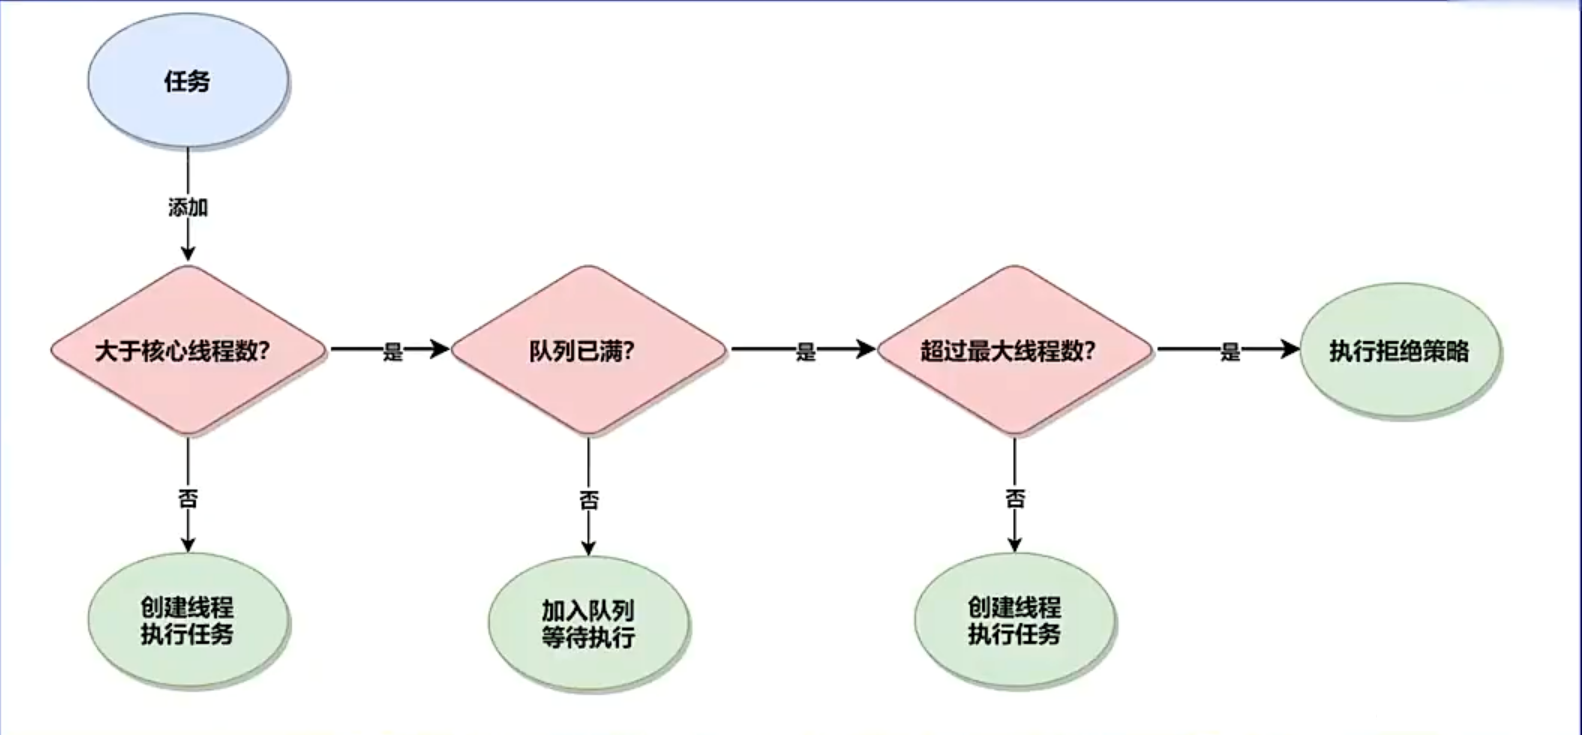 任务
添加
大于核心线程数?
是
队列已满?
是
超过最大线程数?
是
执行拒绝策略
否
否
否
创建线程
执行任务
加入队列
等待执行
创建线程
执行任务